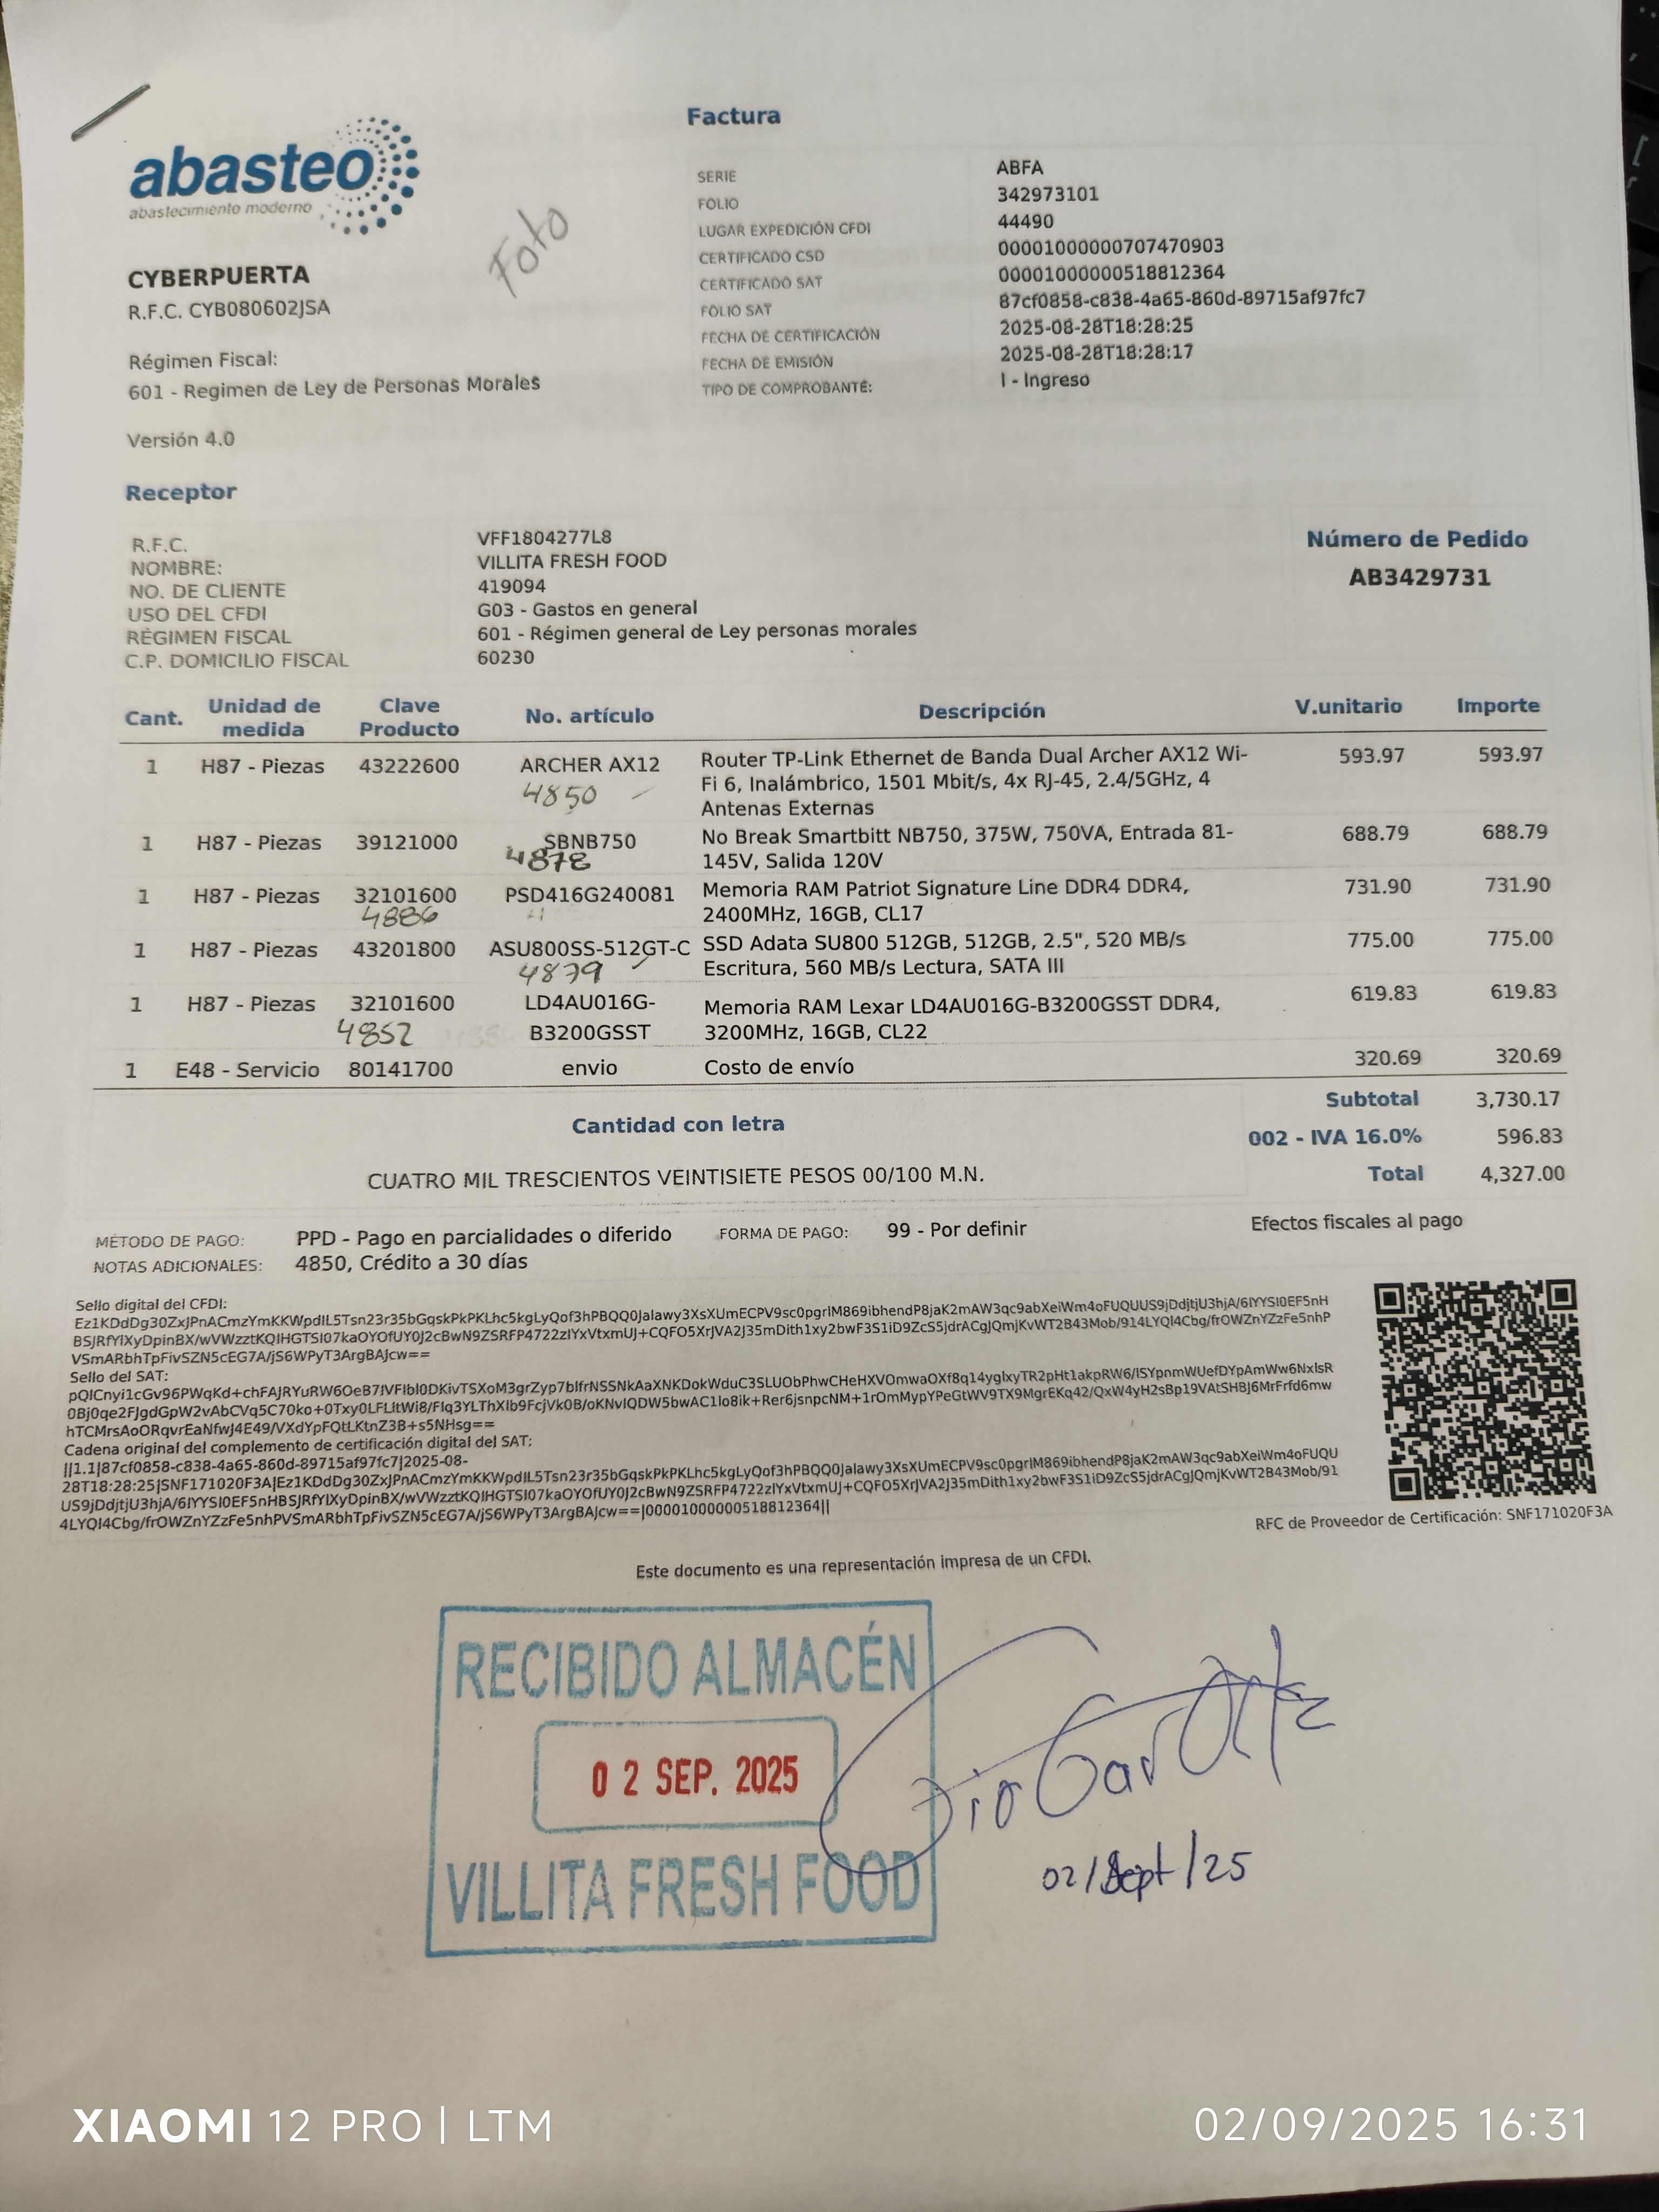 abasteo
abastecimiento moderno
Foto
CYBERPUERTA
R.F.C. CYB080602JSA
Régimen Fiscal:
601 - Regimen de Ley de Personas Morales
Versión 4.0
Factura
SERIE ABFA
FOLIO 342973101
LUGAR EXPEDICIÓN CFDI 44490
CERTIFICADO CSD 00001000000707470903
CERTIFICADO SAT 00001000000518812364
FOLIO SAT 87cf0858-c838-4a65-860d-89715af97fc7
FECHA DE CERTIFICACIÓN 2025-08-28T18:28:25
FECHA DE EMISIÓN 2025-08-28T18:28:17
TIPO DE COMPROBANTE: I - Ingreso
Receptor
R.F.C. VFF1804277L8
NOMBRE: VILLITA FRESH FOOD
NO. DE CLIENTE 419094
USO DEL CFDI G03 - Gastos en general
RÉGIMEN FISCAL 601 - Régimen general de Ley personas morales
C.P. DOMICILIO FISCAL 60230
Número de Pedido
AB3429731
Cant. Unidad de medida Clave Producto No. artículo Descripción V.unitario Importe
1 H87 - Piezas 43222600 ARCHER AX12 Router TP-Link Ethernet de Banda Dual Archer AX12 Wi- 593.97 593.97
4850 Fi 6, Inalámbrico, 1501 Mbit/s, 4x RJ-45, 2.4/5GHz, 4
Antenas Externas
1 H87 - Piezas 39121000 SBNB750 No Break Smartbitt NB750, 375W, 750VA, Entrada 81- 688.79 688.79
4878 145V, Salida 120V
1 H87 - Piezas 32101600 PSD416G240081 Memoria RAM Patriot Signature Line DDR4 DDR4, 731.90 731.90
4886 2400MHz, 16GB, CL17
1 H87 - Piezas 43201800 ASU800SS-512GT-C SSD Adata SU800 512GB, 512GB, 2.5", 520 MB/s 775.00 775.00
4879 Escritura, 560 MB/s Lectura, SATA III
1 H87 - Piezas 32101600 LD4AU016G- Memoria RAM Lexar LD4AU016G-B3200GSST DDR4, 619.83 619.83
4852 B3200GSST 3200MHz, 16GB, CL22
1 E48 - Servicio 80141700 envio Costo de envío 320.69 320.69
Subtotal 3,730.17
Cantidad con letra
002 - IVA 16.0% 596.83
CUATRO MIL TRESCIENTOS VEINTISIETE PESOS 00/100 M.N.
Total 4,327.00
MÉTODO DE PAGO: PPD - Pago en parcialidades o diferido FORMA DE PAGO: 99 - Por definir Efectos fiscales al pago
NOTAS ADICIONALES: 4850, Crédito a 30 días
Sello digital del CFDI:
Sello del SAT:
Cadena original del complemento de certificación digital del SAT:
||1.1|87cf0858-c838-4a65-860d-89715af97fc7|2025-08-
RFC de Proveedor de Certificación: SNF171020F3A
Este documento es una representación impresa de un CFDI.
RECIBIDO ALMACÉN
02 SEP. 2025
VILLITA FRESH FOOD
02/Sept/25
XIAOMI 12 PRO | LTM
02/09/2025 16:31